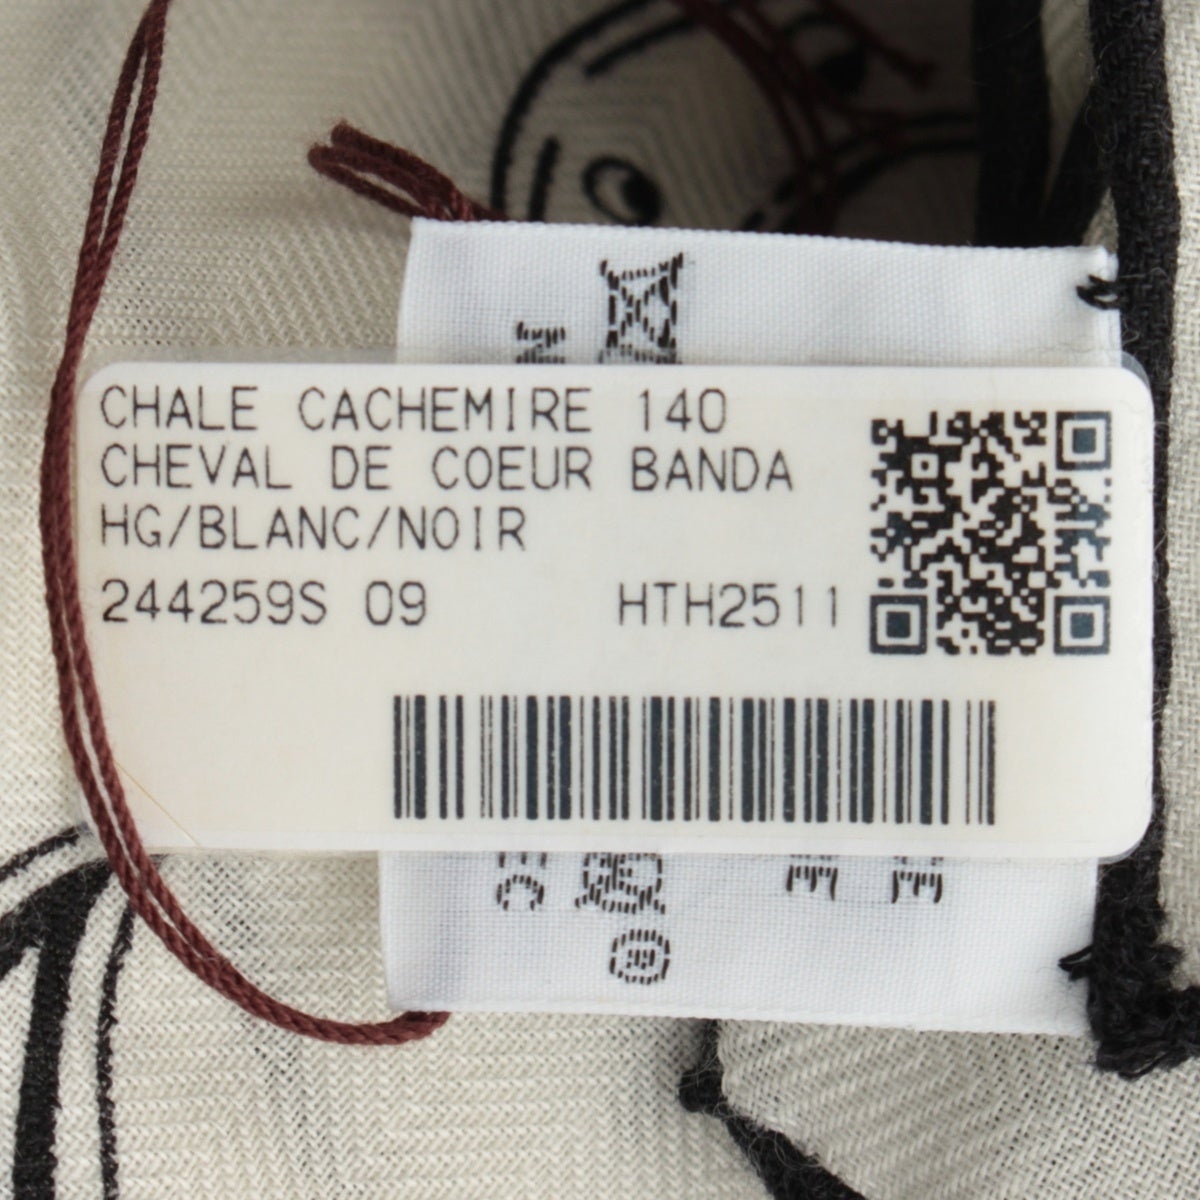 CHALE CACHEMIRE 140
CHEVAL DE COEUR BANDA
HG/BLANC/NOIR
244259S 09 HTH2511